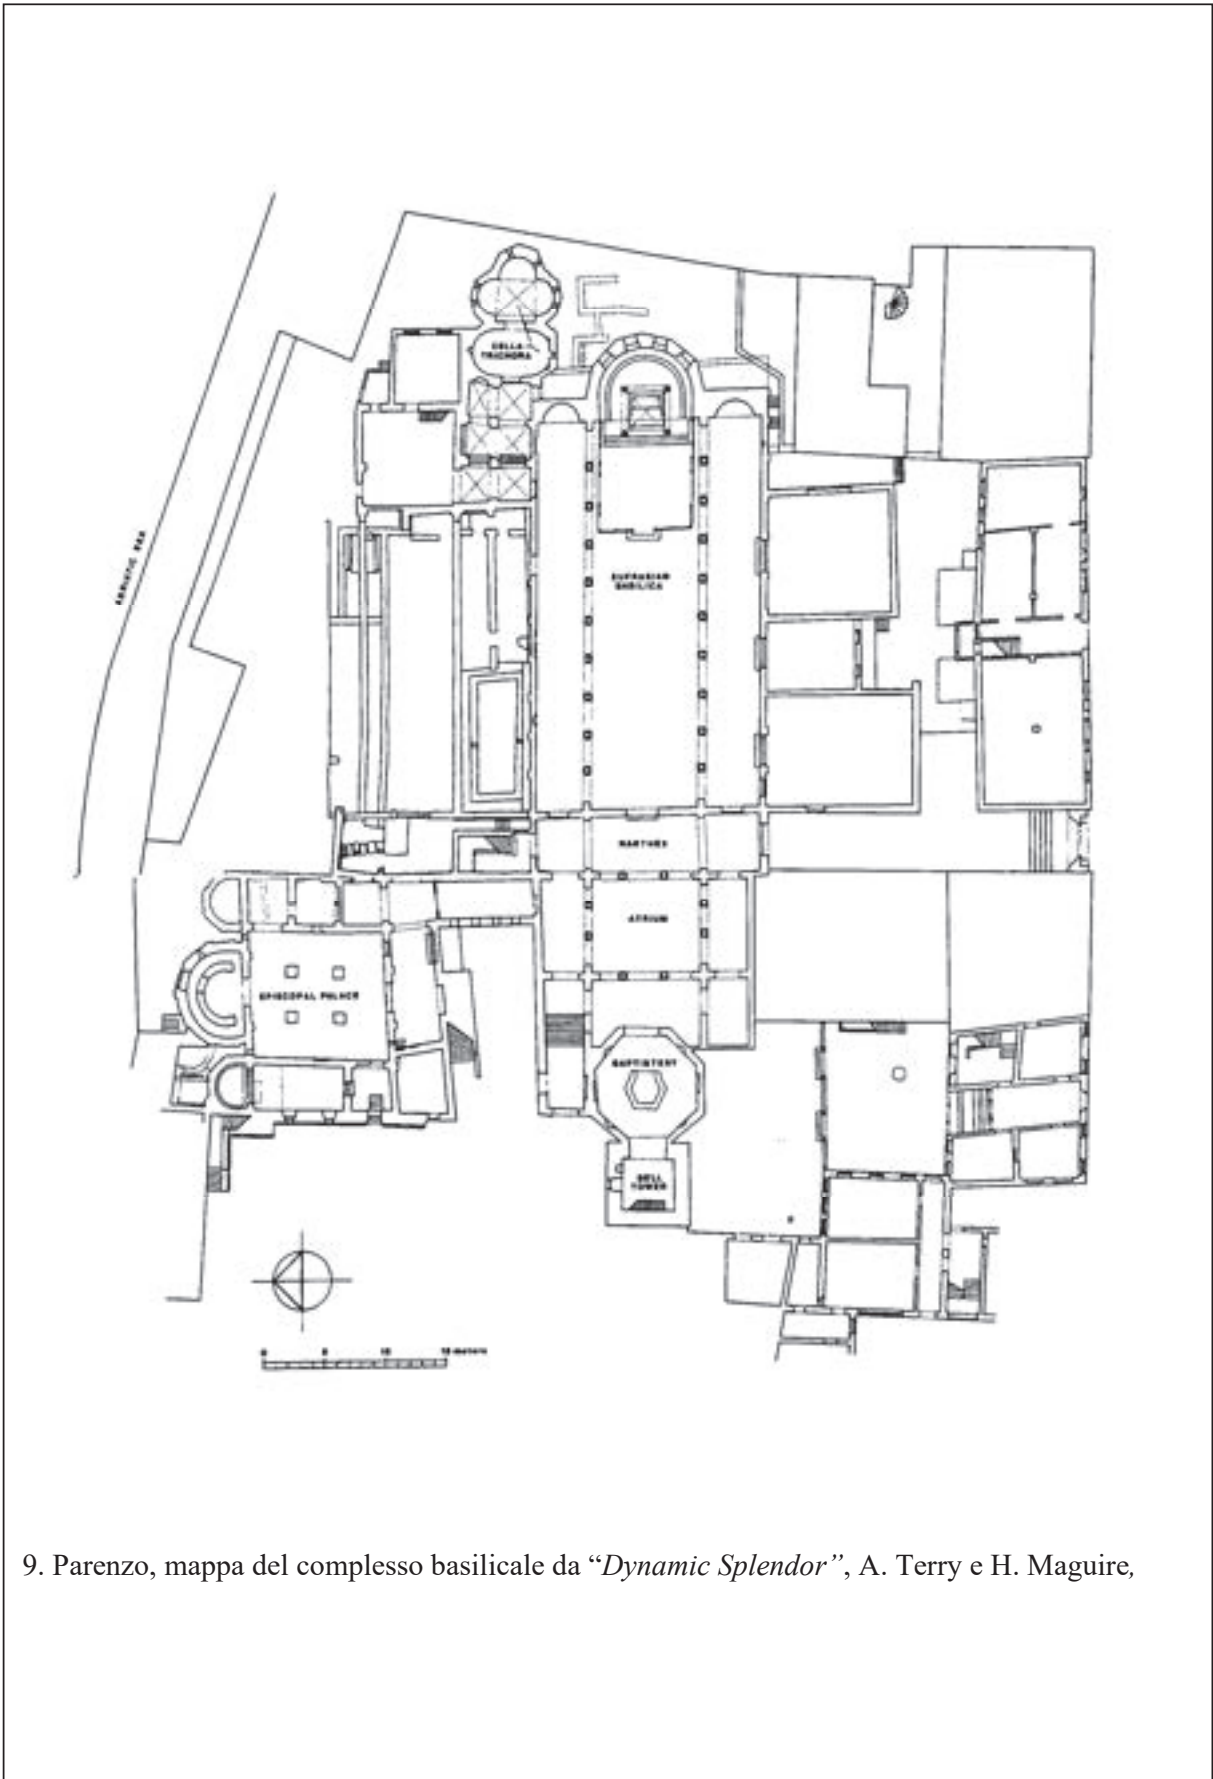 CELLA
TRICHORA
ADRIATIC SEA
EUFRASIAN
BASILICA
NARTHEX
ATRIUM
EPISCOPAL PALACE
BAPTISTERY
BELL
TOWER
0 5 10 15 meters
9. Parenzo, mappa del complesso basilicale da “Dynamic Splendor”, A. Terry e H. Maguire,